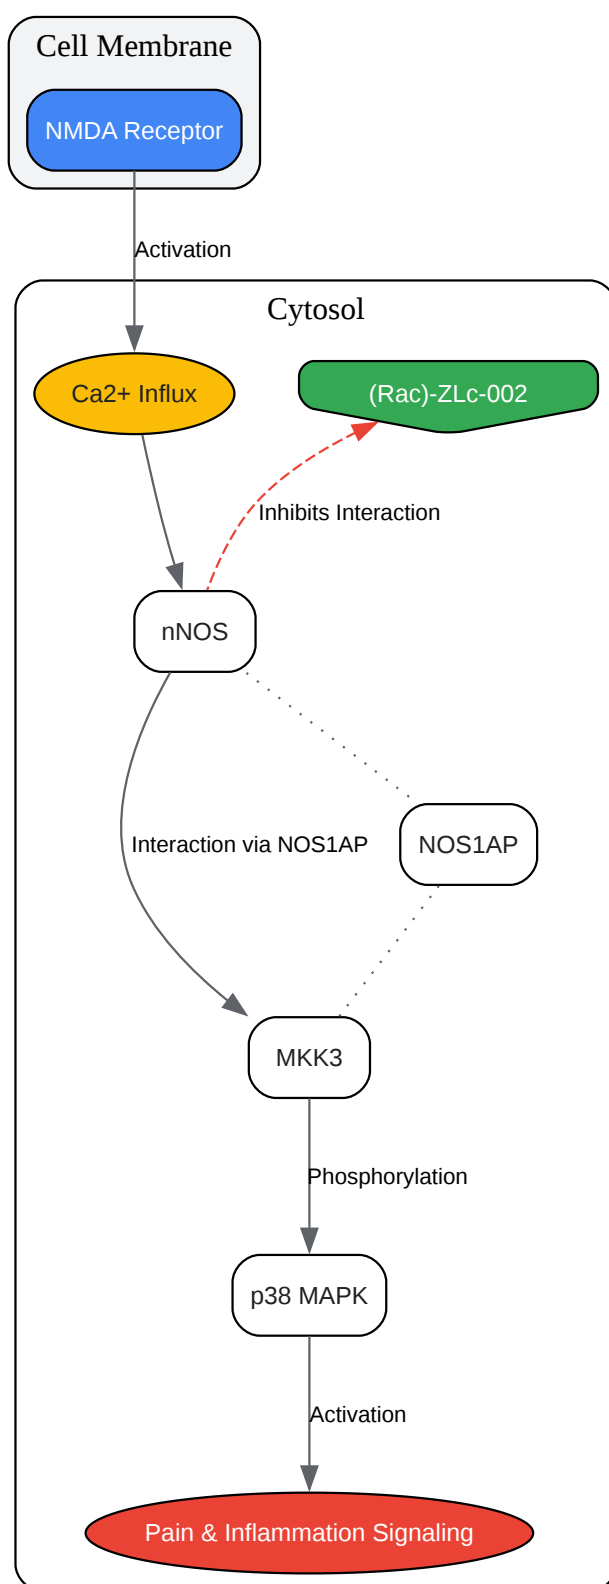 Cell Membrane
NMDA Receptor
Activation
Cytosol
Ca2+ Influx
(Rac)-ZLc-002
Inhibits Interaction
nNOS
Interaction via NOS1AP
NOS1AP
MKK3
Phosphorylation
p38 MAPK
Activation
Pain & Inflammation Signaling